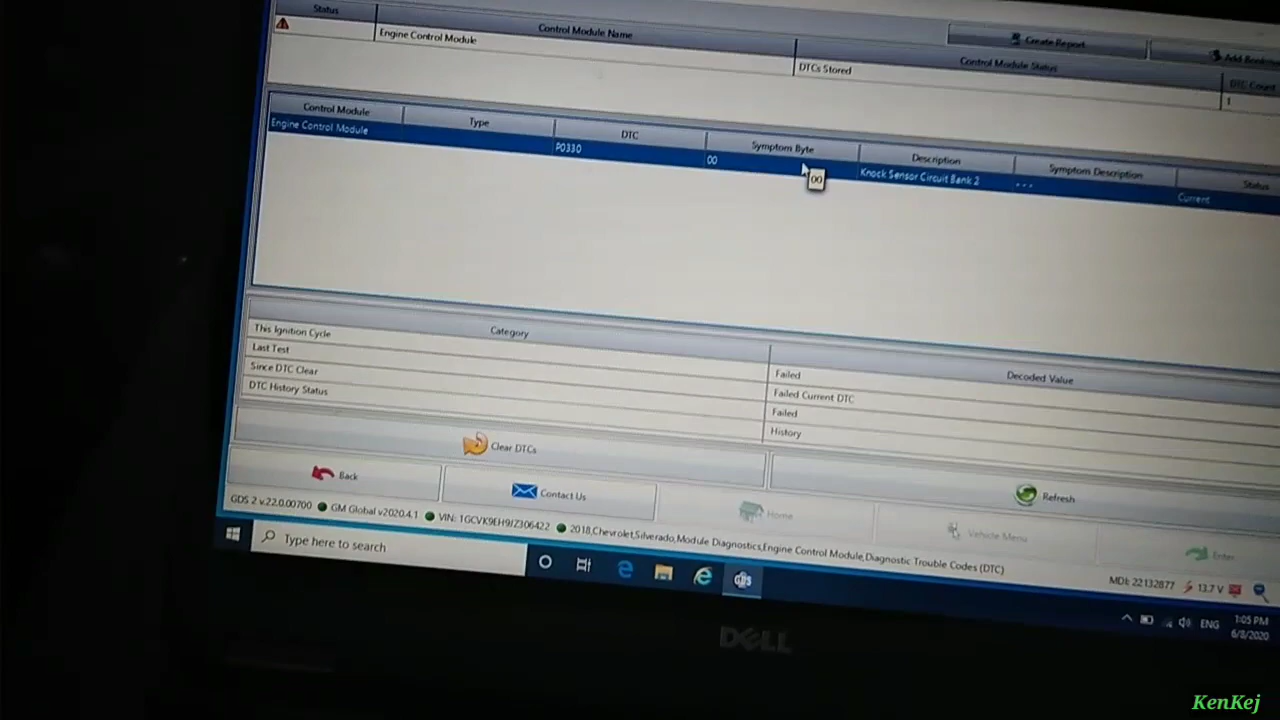 Status
Control Module Name
Create Report
Add Bookm
Engine Control Module
Control Module Status
DTCs Stored
DTC Count
1
Control Module
Type
DTC
Symptom Byte
Description
Symptom Description
Status
Engine Control Module
P0330
00
Knock Sensor Circuit Bank 2
- - -
Current
00
Category
Decoded Value
This Ignition Cycle
Failed
Last Test
Failed Current DTC
Since DTC Clear
Failed
DTC History Status
History
Clear DTCs
Refresh
Back
Contact Us
Home
Vehicle Menu
Enter
GDS 2 v.22.0.00700 GM Global v2020.4.1 VIN: 1GCVK9EH9JZ306422 2018,Chevrolet,Silverado,Module Diagnostics,Engine Control Module,Diagnostic Trouble Codes (DTC)
MDI: 22132877 13.7 V
Type here to search
ENG
1:05 PM
6/8/2020
DELL
KenKej